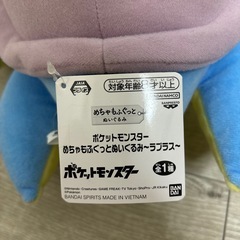 対象年齢 才以上
めちゃもふぐっと
ぬいぐるみ
ポケットモンスター
めちゃもふぐっとぬいぐるみ～ラプラス～
全1種
ポケットモンスター
BANDAI SPIRITS MADE IN VIETNAM
BANDAI